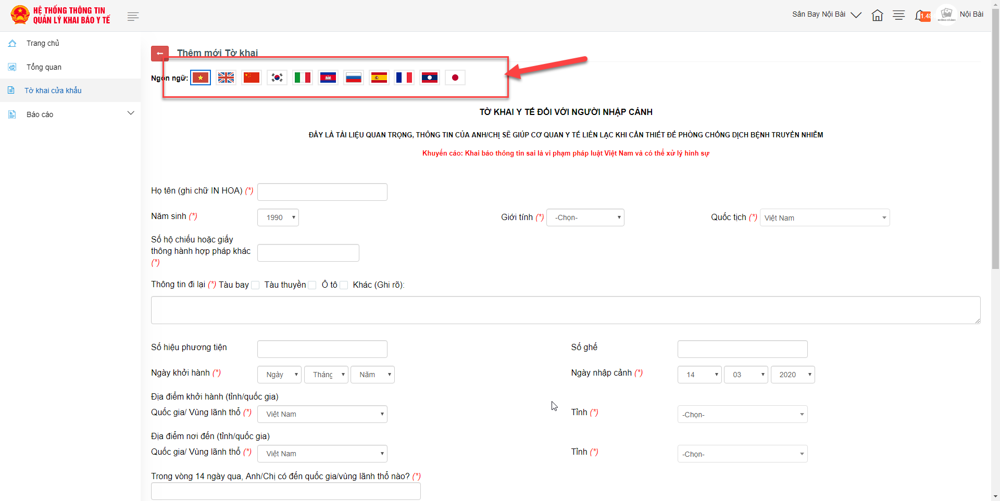 HỆ THỐNG THÔNG TIN
QUẢN LÝ KHAI BÁO Y TẾ
Sân Bay Nội Bài
1.48
KHÔNG CÓ ẢNH
Nội Bài
Trang chủ
Tổng quan
Tờ khai cửa khẩu
Báo cáo
Thêm mới Tờ khai
Ngôn ngữ:
TỜ KHAI Y TẾ ĐỐI VỚI NGƯỜI NHẬP CẢNH
ĐÂY LÀ TÀI LIỆU QUAN TRỌNG, THÔNG TIN CỦA ANH/CHỊ SẼ GIÚP CƠ QUAN Y TẾ LIÊN LẠC KHI CẦN THIẾT ĐỂ PHÒNG CHỐNG DỊCH BỆNH TRUYỀN NHIỄM
Khuyến cáo: Khai báo thông tin sai là vi phạm pháp luật Việt Nam và có thể xử lý hình sự
Họ tên (ghi chữ IN HOA) (*)
Năm sinh (*) 1990 Giới tính (*) -Chọn- Quốc tịch (*) Việt Nam
Số hộ chiếu hoặc giấy
thông hành hợp pháp khác
(*)
Thông tin đi lại (*) Tàu bay Tàu thuyền Ô tô Khác (Ghi rõ):
Số hiệu phương tiện Số ghế
Ngày khởi hành (*) Ngày Tháng Năm Ngày nhập cảnh (*) 14 03 2020
Địa điểm khởi hành (tỉnh/quốc gia)
Quốc gia/ Vùng lãnh thổ (*) Việt Nam Tỉnh (*) -Chọn-
Địa điểm nơi đến (tỉnh/quốc gia)
Quốc gia/ Vùng lãnh thổ (*) Việt Nam Tỉnh (*) -Chọn-
Trong vòng 14 ngày qua, Anh/Chị có đến quốc gia/vùng lãnh thổ nào? (*)